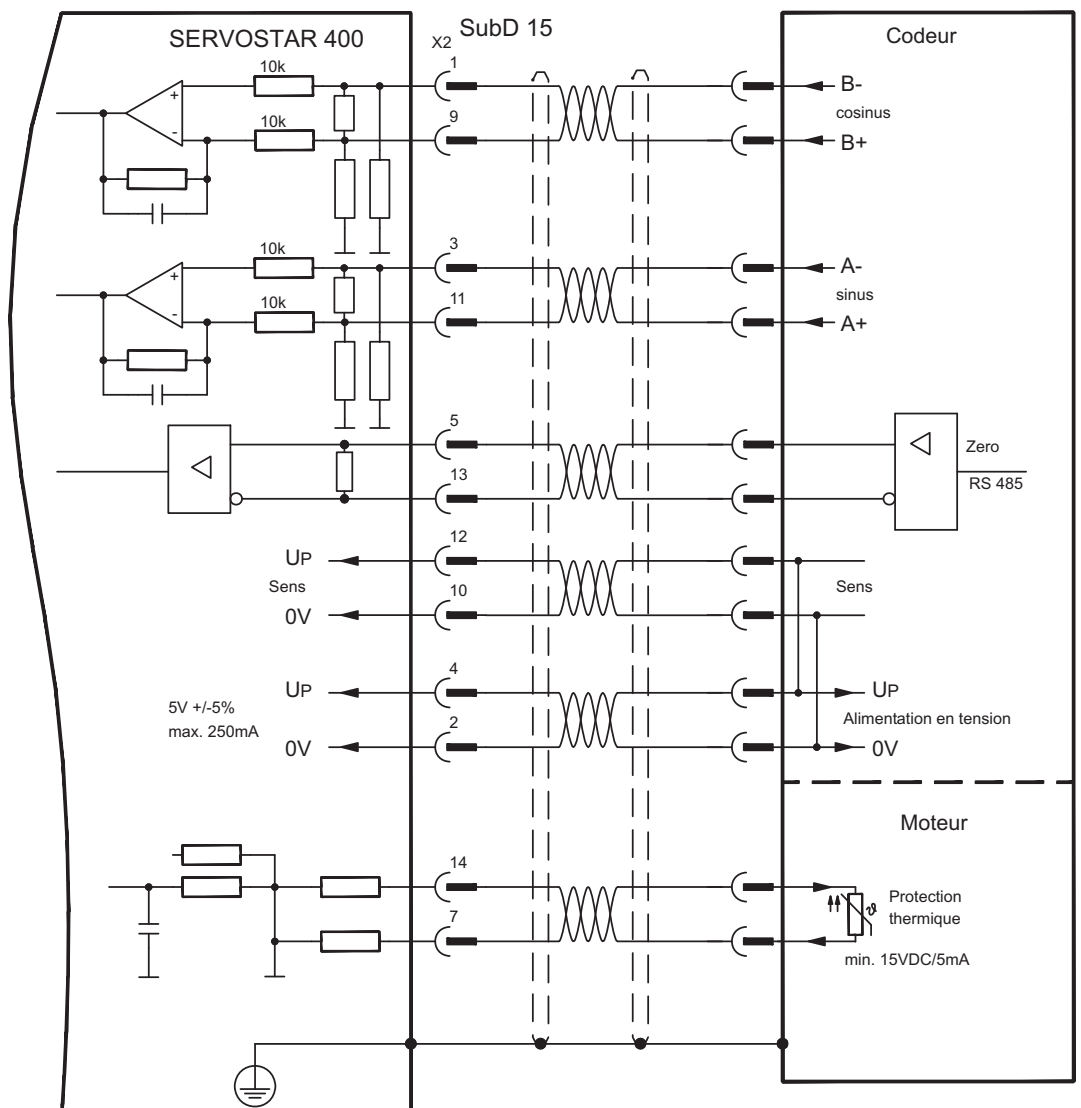 SERVOSTAR 400
SubD 15
X2
Codeur
10k
1
B-
cosinus
10k
9
B+
10k
3
A-
sinus
10k
11
A+
+
-
+
-
5
Zero
13
RS 485
UP
12
Sens
Sens
0V
10
5V +/-5%
max. 250mA
UP
4
UP
Alimentation en tension
0V
2
0V
Moteur
14
7
Protection
thermique
ϑ
min. 15VDC/5mA